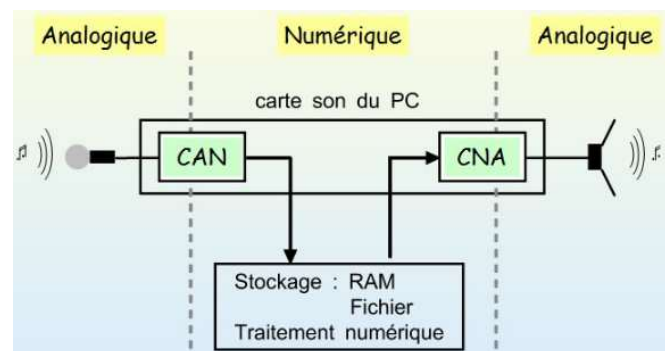 Analogique
Numérique
Analogique
carte son du PC
CAN
CNA
Stockage : RAM
Fichier
Traitement numérique